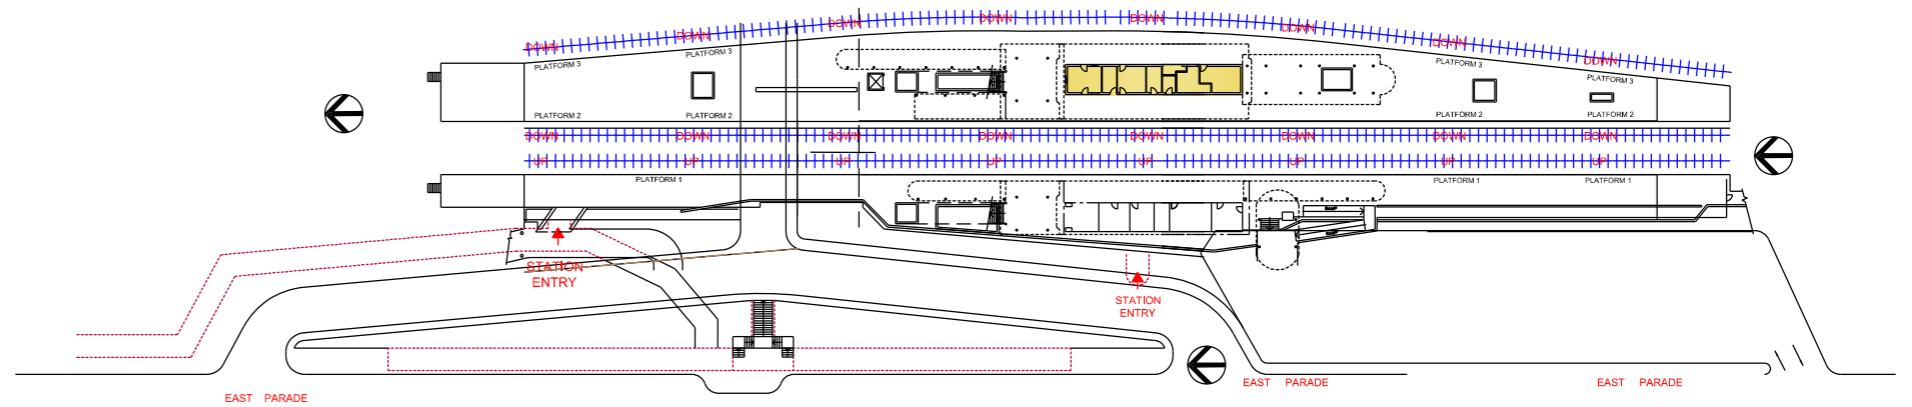 DOWN DOWN DOWN DOWN DOWN DOWN DOWN DOWN
PLATFORM 3 PLATFORM 3 PLATFORM 3 PLATFORM 3
PLATFORM 2 PLATFORM 2 PLATFORM 2 PLATFORM 2
DOWN DOWN DOWN DOWN DOWN DOWN DOWN DOWN
UP UP UP UP UP UP UP UP
PLATFORM 1 PLATFORM 1 PLATFORM 1
RAMP
RAMP
STATION
ENTRY
STATION
ENTRY
EAST PARADE EAST PARADE
EAST PARADE